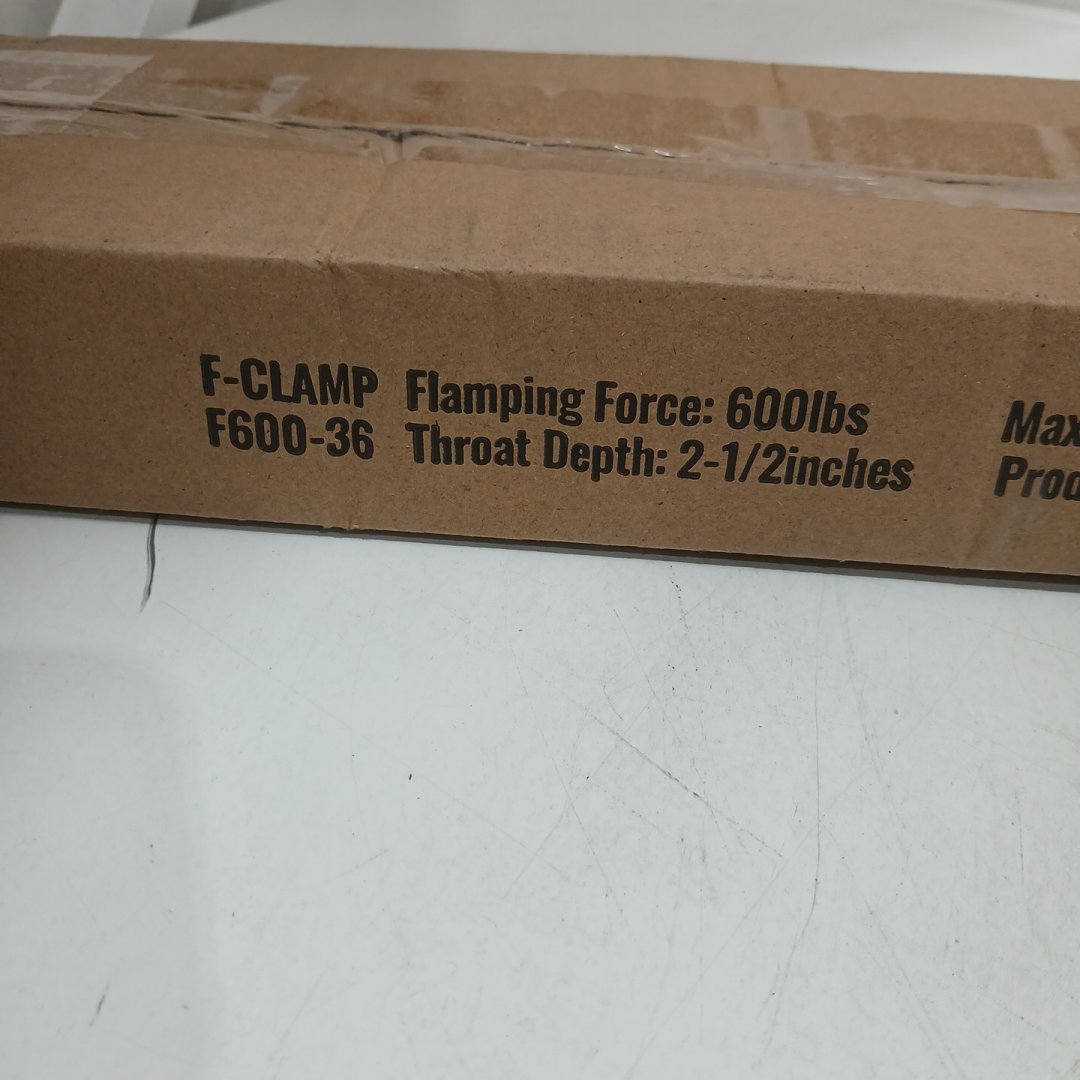 F-CLAMP Flamping Force: 600lbs Max
F600-36 Throat Depth: 2-1/2inches Prod